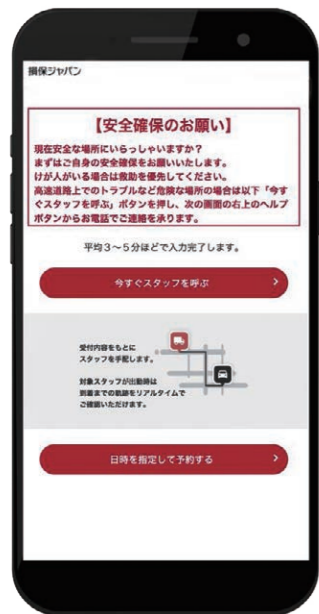 損保ジャパン
【安全確保のお願い】
現在安全な場所にいらっしゃいますか？
まずはご自身の安全確保をお願いいたします。
けが人がいる場合は救助を優先してください。
高速道路上でのトラブルなど危険な場所の場合は以下「今す
ぐスタッフを呼ぶ」ボタンを押し、次の画面の右上のヘルプ
ボタンからお電話でご連絡を承ります。
平均3～5分ほどで入力完了します。
今すぐスタッフを呼ぶ
受付内容をもとに
スタッフを手配します。
対象スタッフが出動時は
到着までの軌跡をリアルタイムで
ご確認いただけます。
日時を指定して予約する